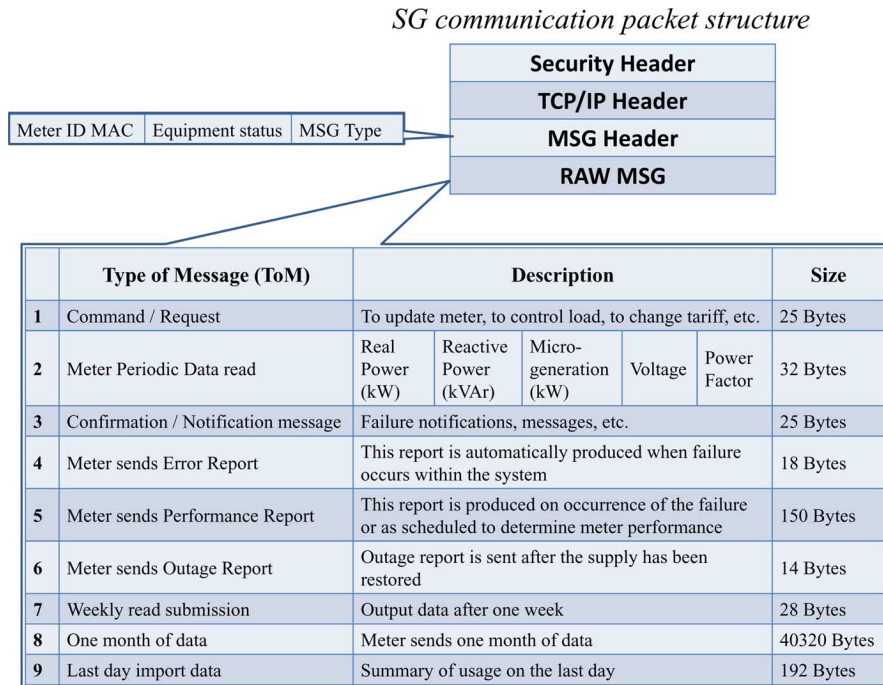 SG communication packet structure
Security Header
TCP/IP Header
Meter ID MAC Equipment status MSG Type
MSG Header
RAW MSG
Type of Message (ToM) Description Size
1 Command / Request To update meter, to control load, to change tariff, etc. 25 Bytes
2 Meter Periodic Data read
Real
Power
(kW)
Reactive
Power
(kVAr)
Micro-
generation
(kW)
Voltage
Power
Factor
32 Bytes
3 Confirmation / Notification message Failure notifications, messages, etc. 25 Bytes
4 Meter sends Error Report
This report is automatically produced when failure
occurs within the system
18 Bytes
5 Meter sends Performance Report
This report is produced on occurrence of the failure
or as scheduled to determine meter performance
150 Bytes
6 Meter sends Outage Report
Outage report is sent after the supply has been
restored
14 Bytes
7 Weekly read submission Output data after one week 28 Bytes
8 One month of data Meter sends one month of data 40320 Bytes
9 Last day import data Summary of usage on the last day 192 Bytes